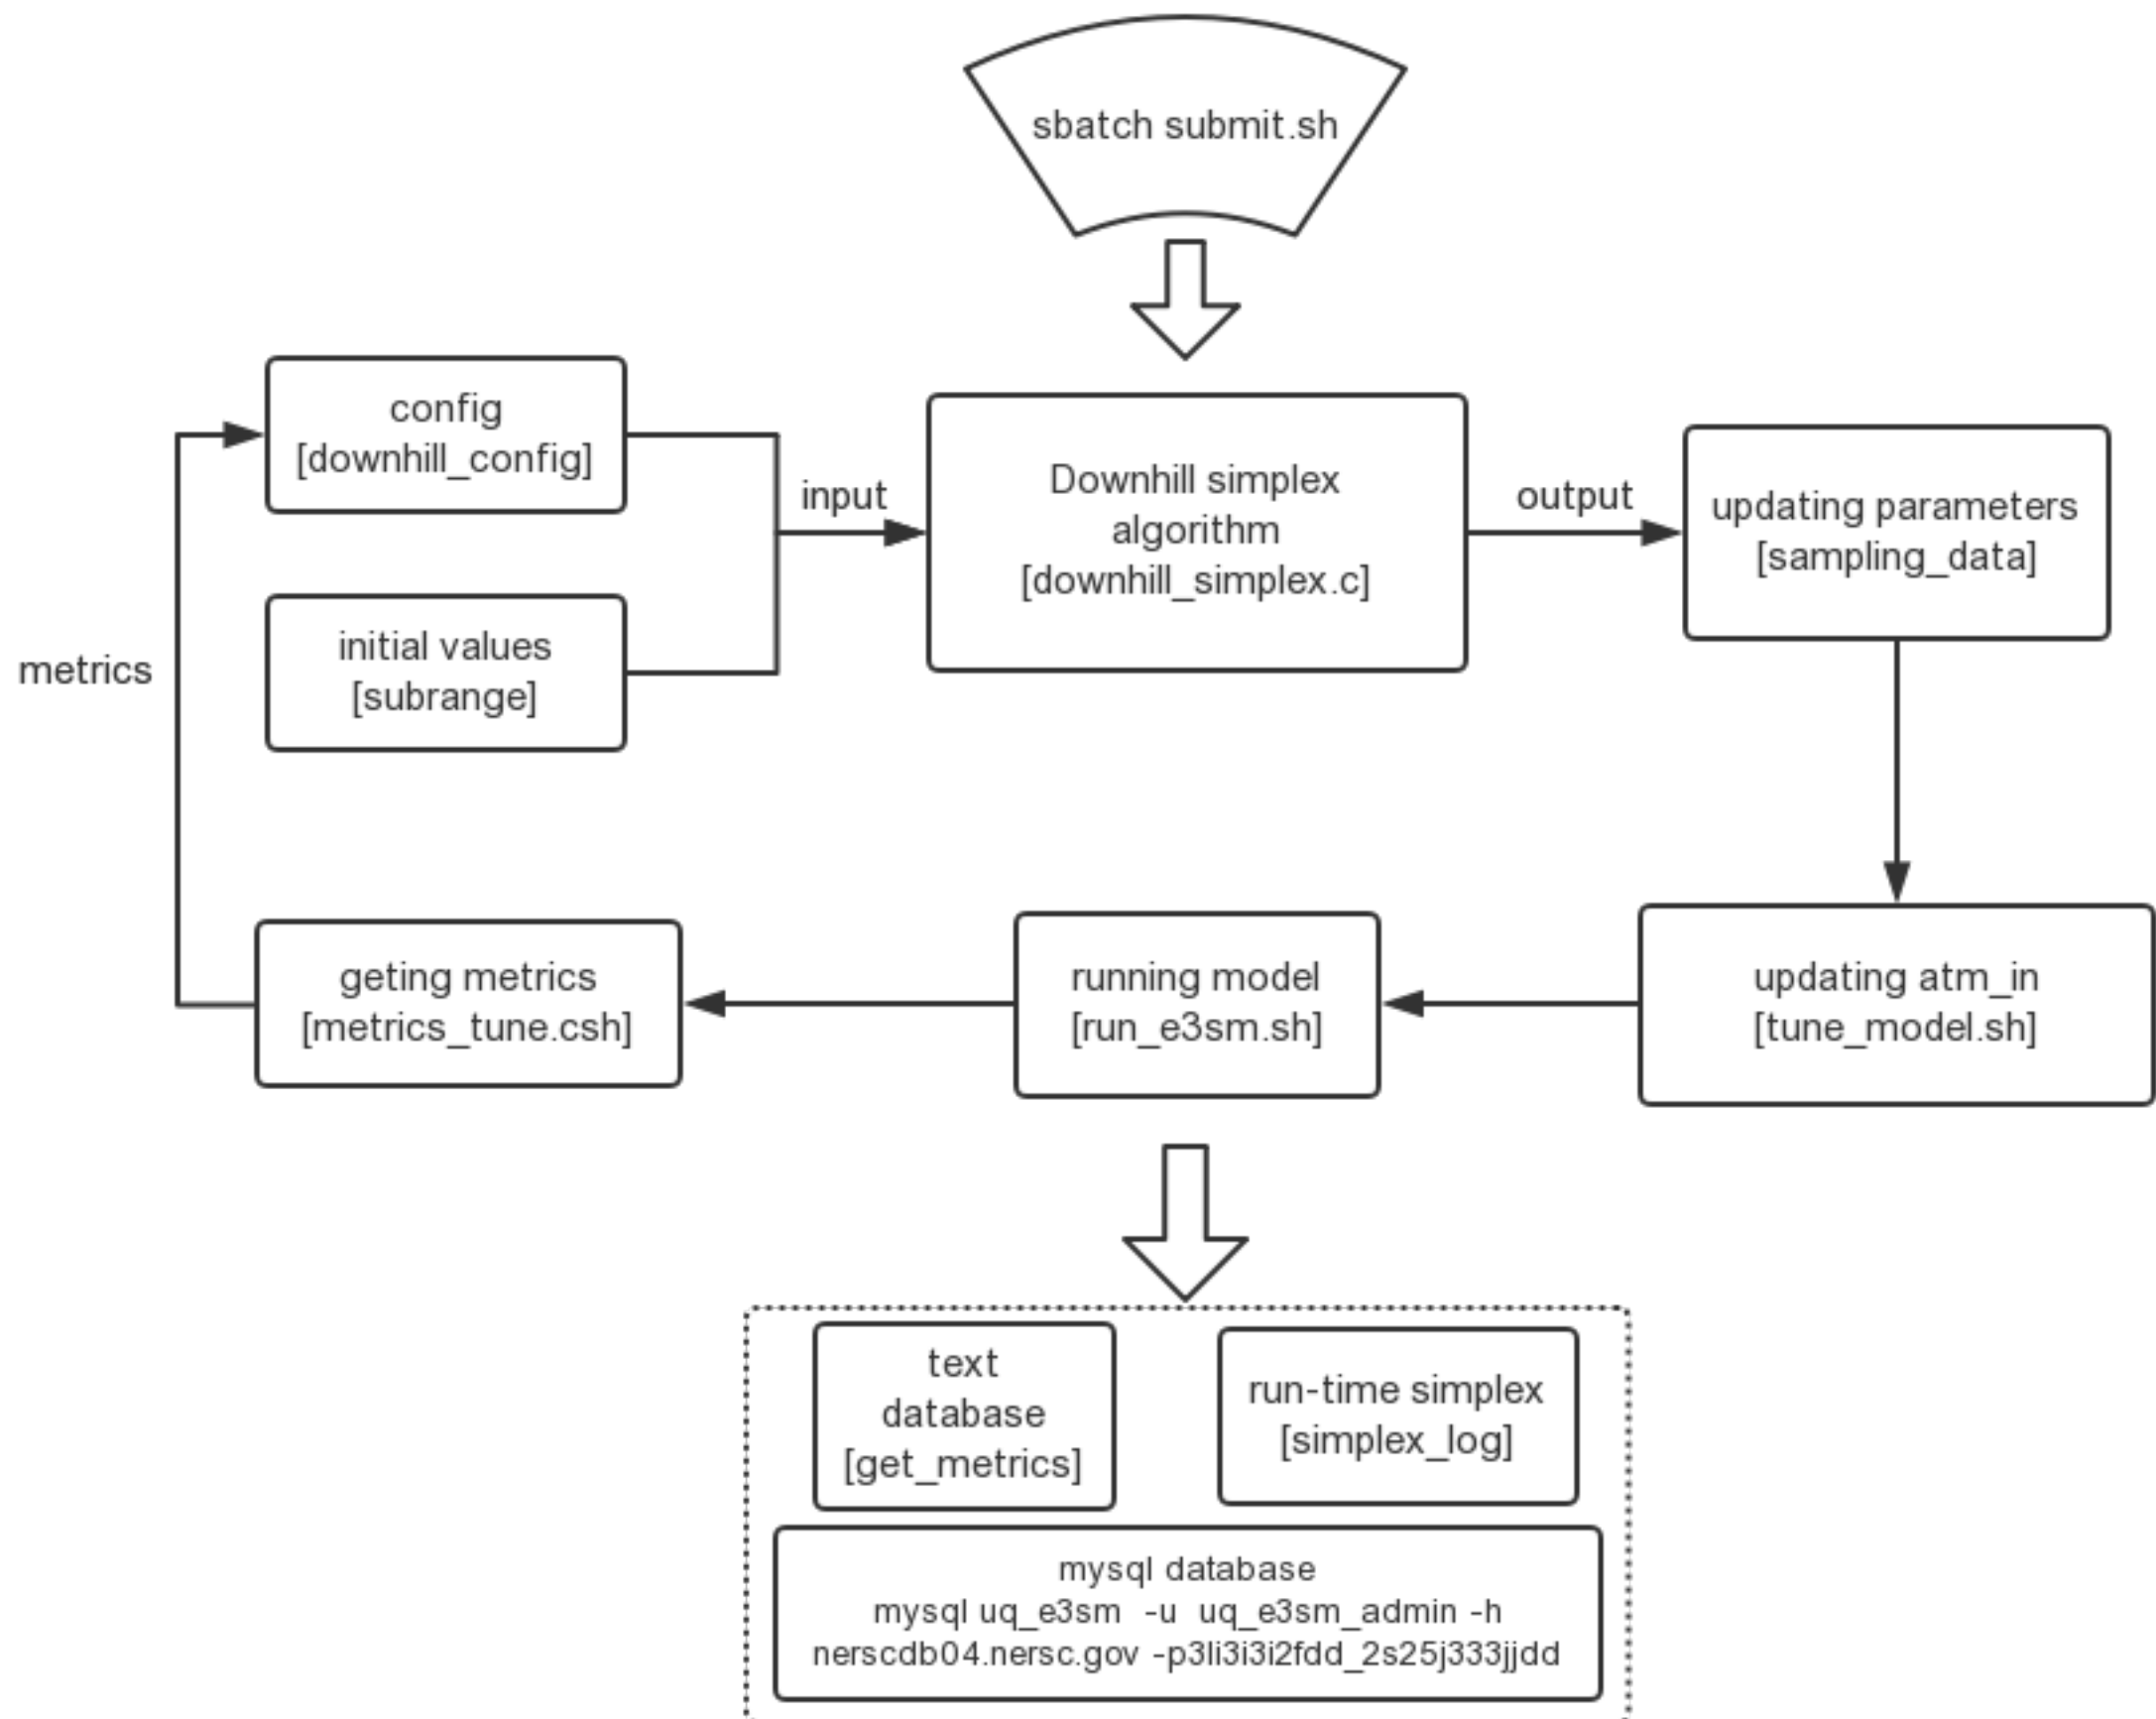 sbatch submit.sh
config
[downhill_config]
input
Downhill simplex
algorithm
[downhill_simplex.c]
output
updating parameters
[sampling_data]
initial values
[subrange]
metrics
geting metrics
[metrics_tune.csh]
running model
[run_e3sm.sh]
updating atm_in
[tune_model.sh]
text
database
[get_metrics]
run-time simplex
[simplex_log]
mysql database
mysql uq_e3sm -u uq_e3sm_admin -h
nerscdb04.nersc.gov -p3li3i3i2fdd_2s25j333jjdd